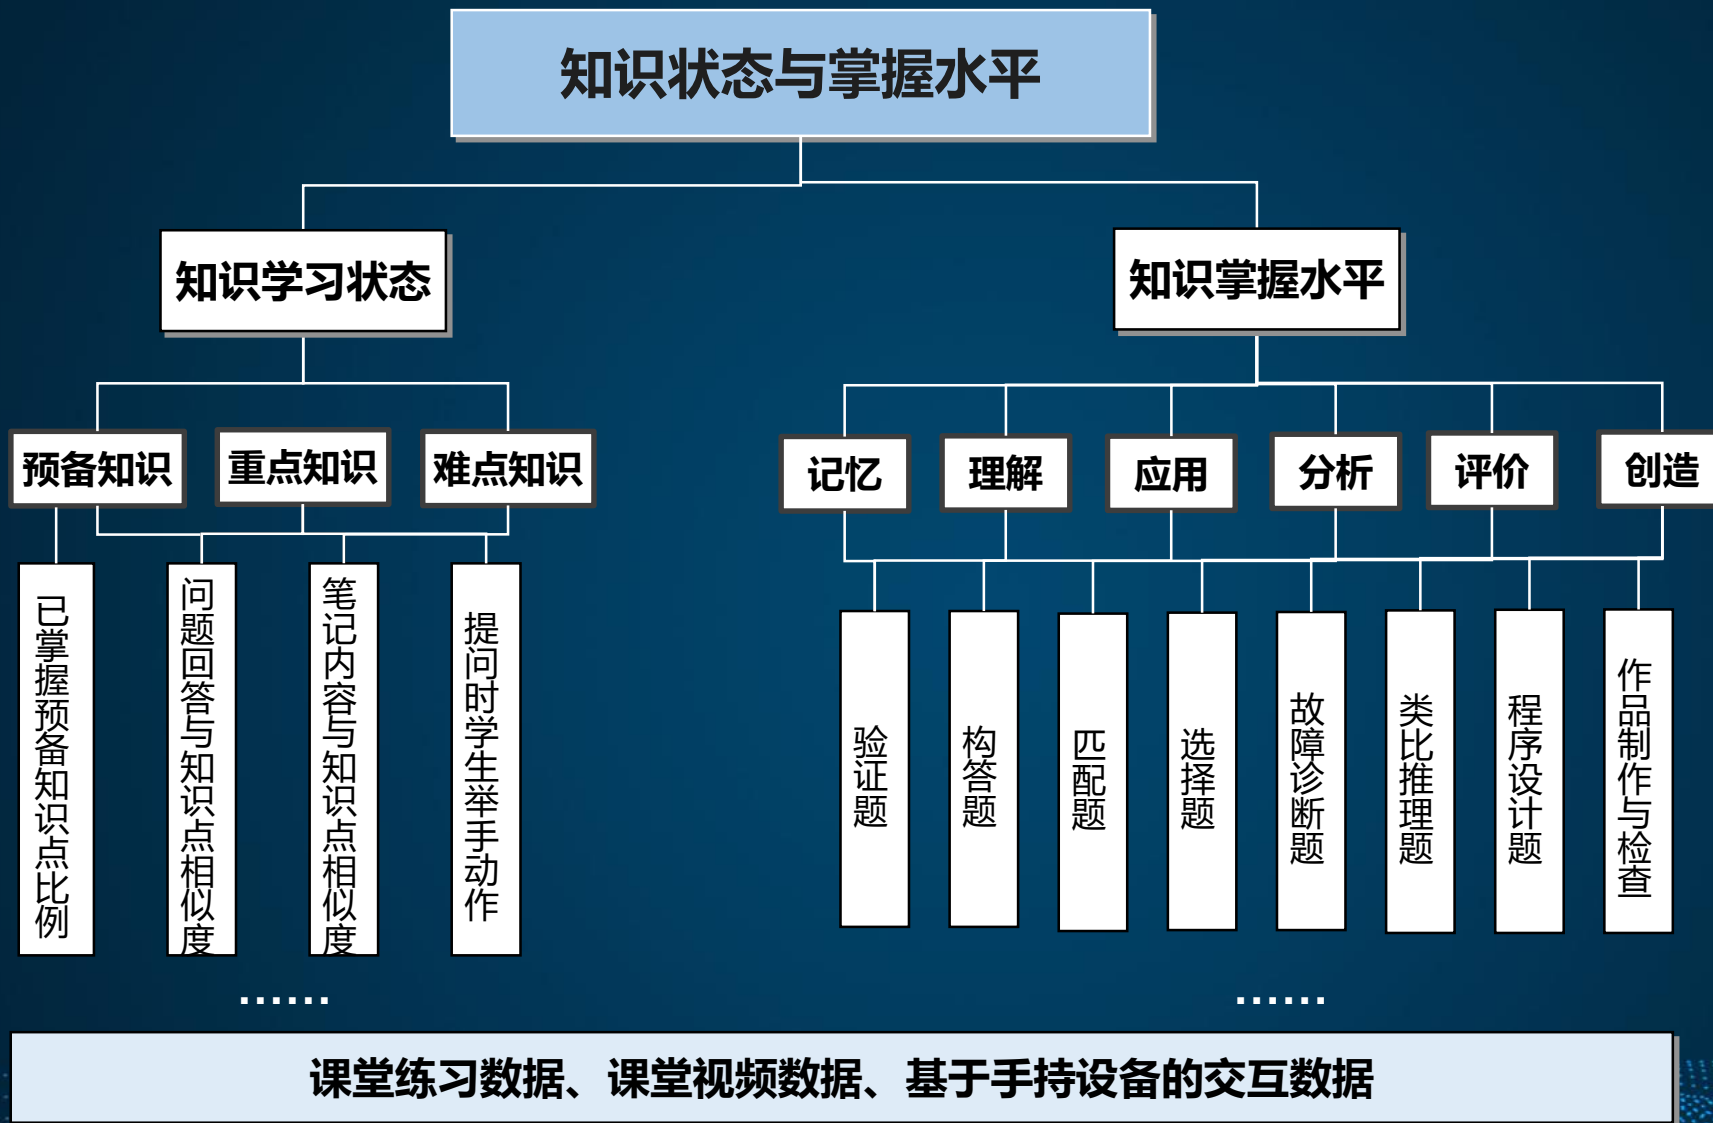 知识状态与掌握水平
知识学习状态
知识掌握水平
预备知识
重点知识
难点知识
记忆
理解
应用
分析
评价
创造
已掌握预备知识点比例
问题回答与知识点相似度
笔记内容与知识点相似度
提问时学生举手动作
验证题
构答题
匹配题
选择题
故障诊断题
类比推理题
程序设计题
作品制作与检查
......
......
课堂练习数据、课堂视频数据、基于手持设备的交互数据